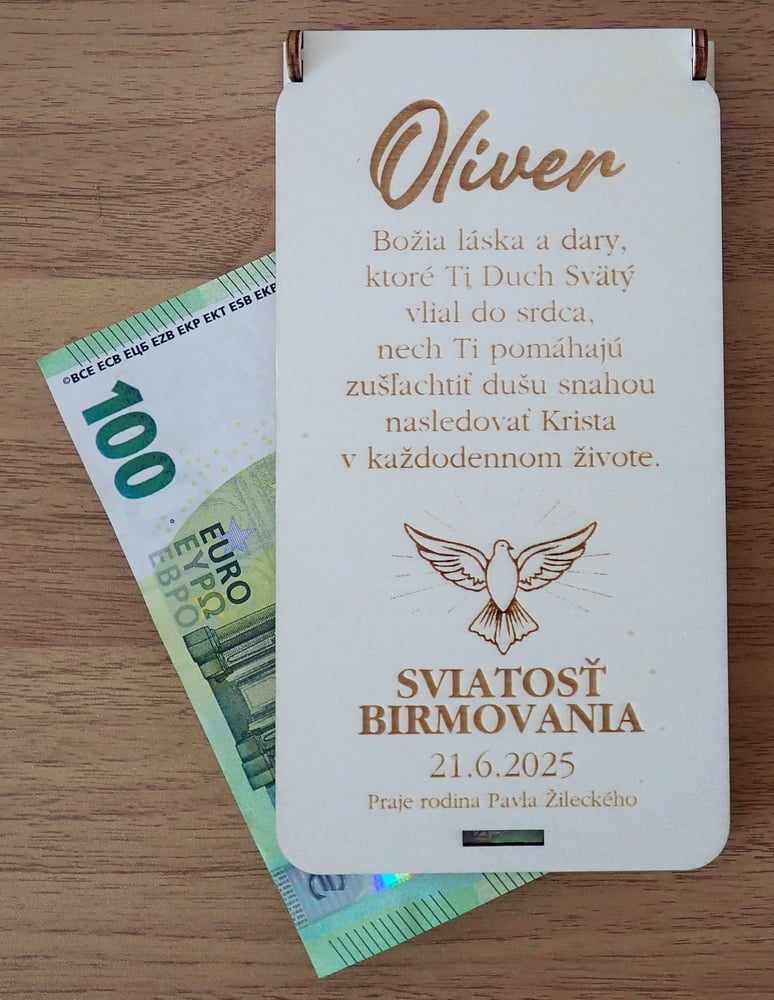 Oliver
Božia láska a dary,
ktoré Ti Duch Svätý
vlial do srdca,
nech Ti pomáhajú
zušľachtiť dušu snahou
nasledovať Krista
v každodennom živote.
SVIATOSŤ
BIRMOVANIA
21.6.2025
Praje rodina Pavla Žileckého
©BCE ECB ЕЦБ EZB EKP EKT ESB EKB
100
EURO
ΕΥΡΩ
ЕВРО